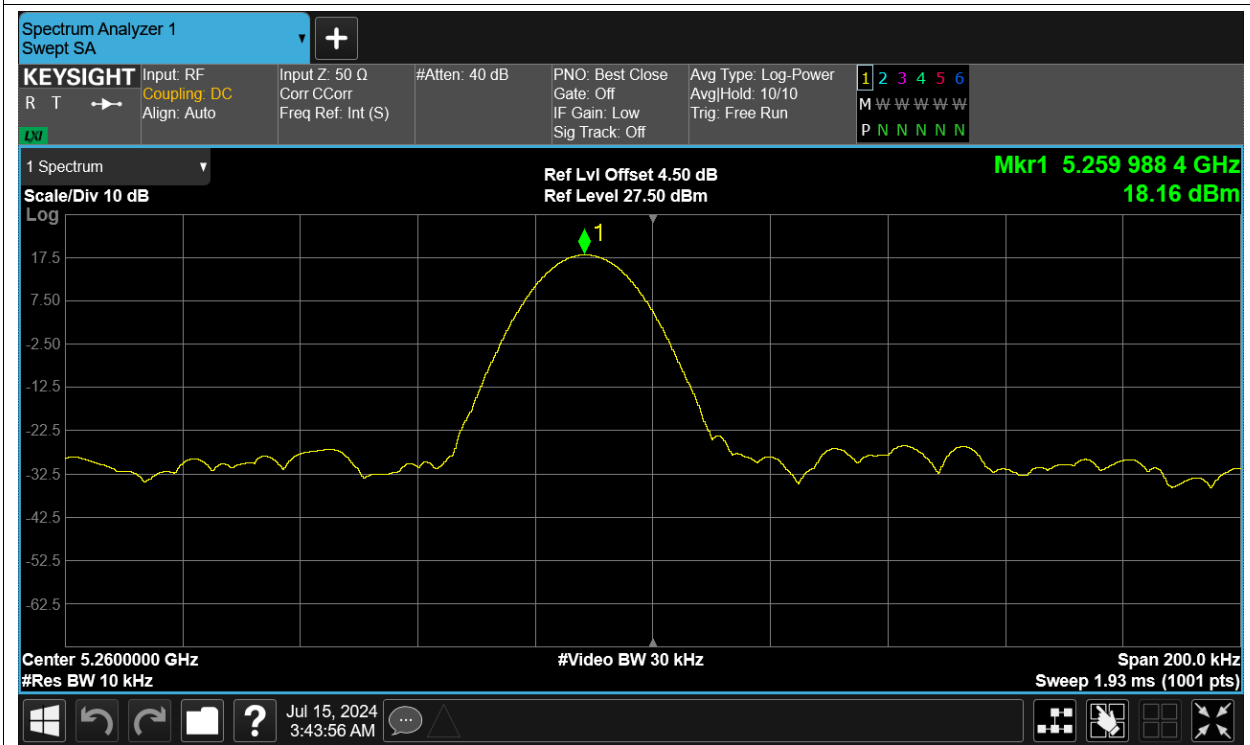 Spectrum Analyzer 1
Swept SA
+
KEYSIGHT
R T
LXI
Input: RF
Coupling: DC
Align: Auto
Input Z: 50 Ω
Corr CCorr
Freq Ref: Int (S)
#Atten: 40 dB
PNO: Best Close
Gate: Off
IF Gain: Low
Sig Track: Off
Avg Type: Log-Power
Avg|Hold: 10/10
Trig: Free Run
1 2 3 4 5 6
M W W W W W W
P N N N N N
1 Spectrum
Scale/Div 10 dB
Log
Ref Lvl Offset 4.50 dB
Ref Level 27.50 dBm
Mkr1 5.259 988 4 GHz
18.16 dBm
1
17.5
7.50
-2.50
-12.5
-22.5
-32.5
-42.5
-52.5
-62.5
Center 5.2600000 GHz
#Res BW 10 kHz
#Video BW 30 kHz
Span 200.0 kHz
Sweep 1.93 ms (1001 pts)
?
Jul 15, 2024
3:43:56 AM